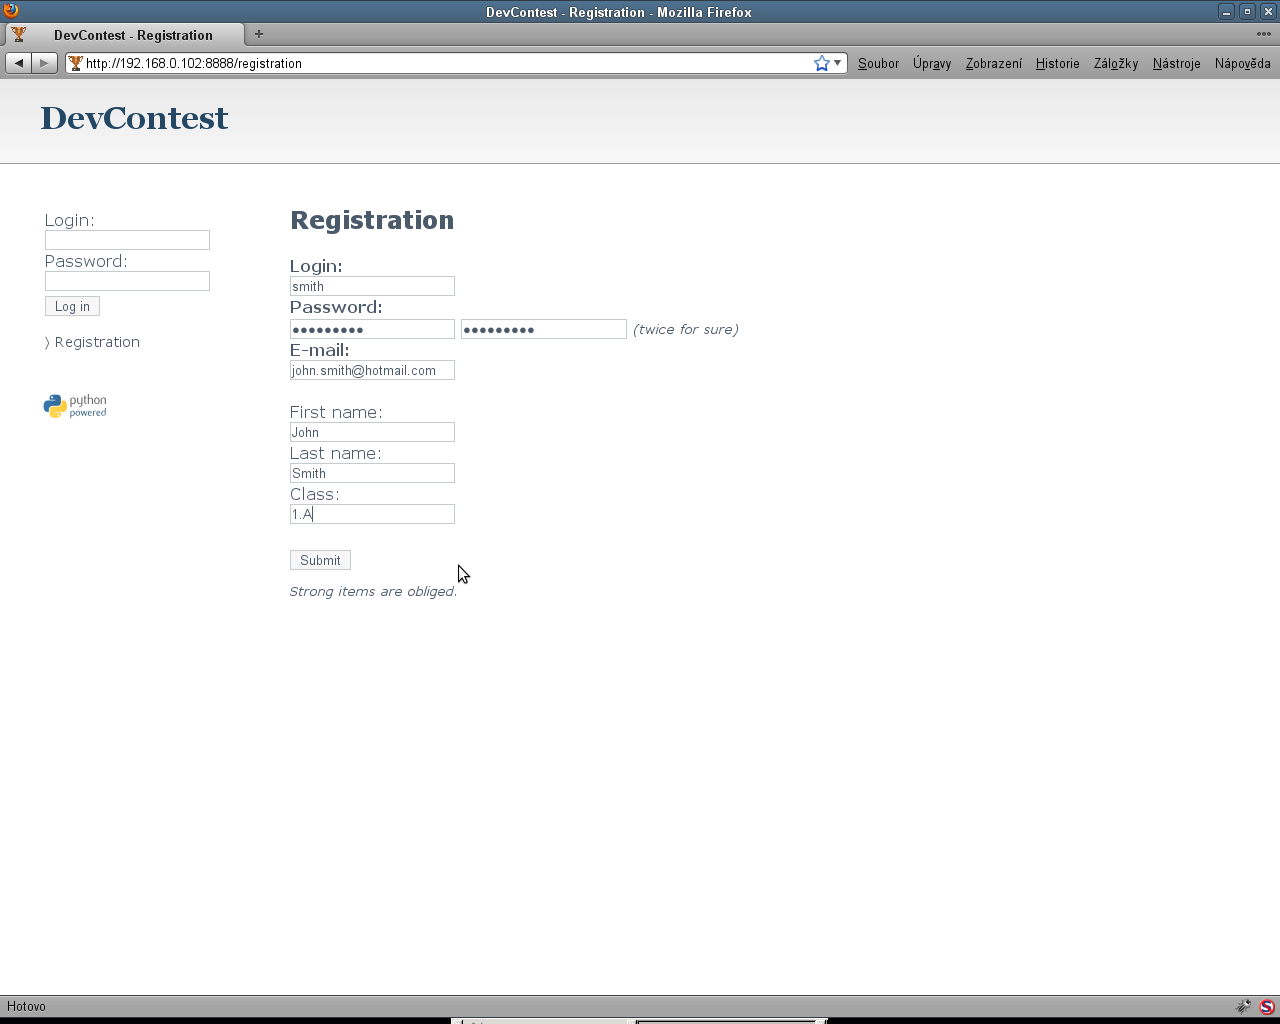 DevContest - Registration - Mozilla Firefox
DevContest - Registration
http://192.168.0.102:8888/registration
Soubor Úpravy Zobrazení Historie Záložky Nástroje Nápověda
DevContest
Login:
Password:
Log in
〉Registration
python
powered
Registration
Login:
smith
Password:
●●●●●●●●● ●●●●●●●●● (twice for sure)
E-mail:
john.smith@hotmail.com
First name:
John
Last name:
Smith
Class:
1.A
Submit
Strong items are obliged.
Hotovo